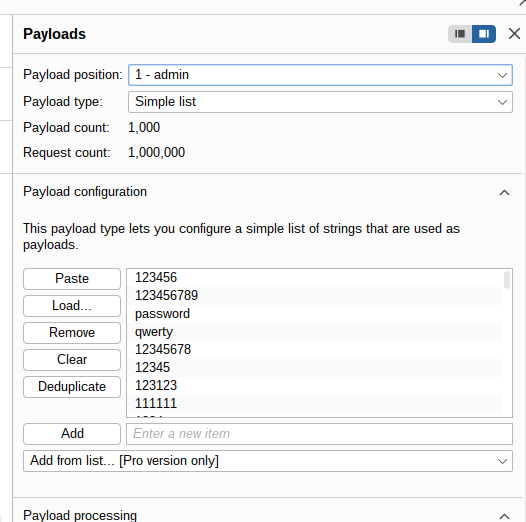 Payloads
Payload position: 1 - admin
Payload type: Simple list
Payload count: 1,000
Request count: 1,000,000
Payload configuration
This payload type lets you configure a simple list of strings that are used as
payloads.
Paste
Load...
Remove
Clear
Deduplicate
123456
123456789
password
qwerty
12345678
12345
123123
111111
Add
Enter a new item
Add from list... [Pro version only]
Payload processing